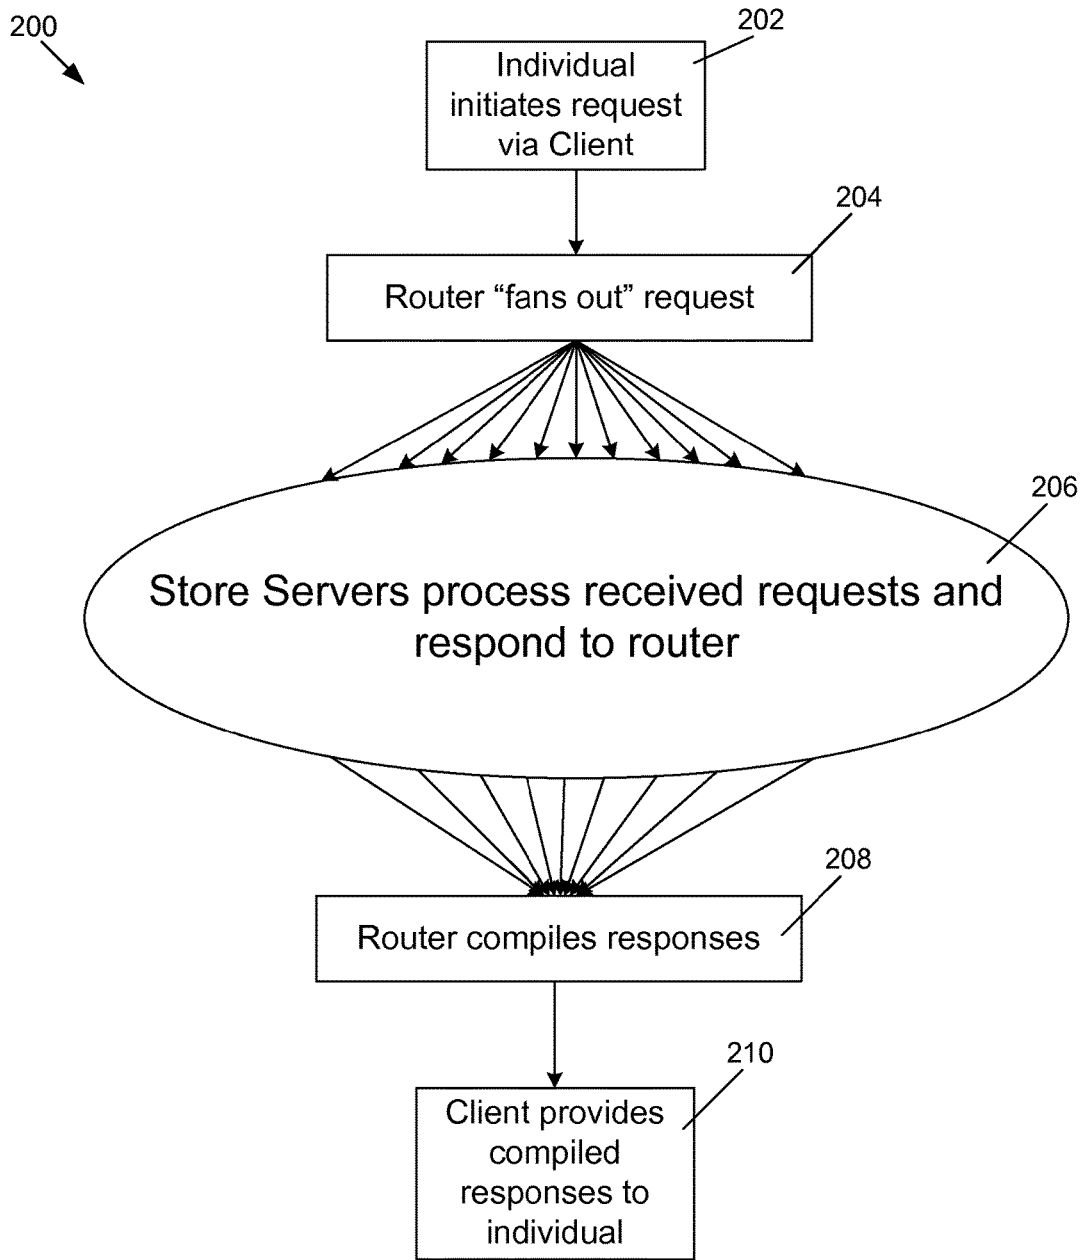 200
202
Individual
initiates request
via Client
204
Router “fans out” request
206
Store Servers process received requests and
respond to router
208
Router compiles responses
210
Client provides
compiled
responses to
individual